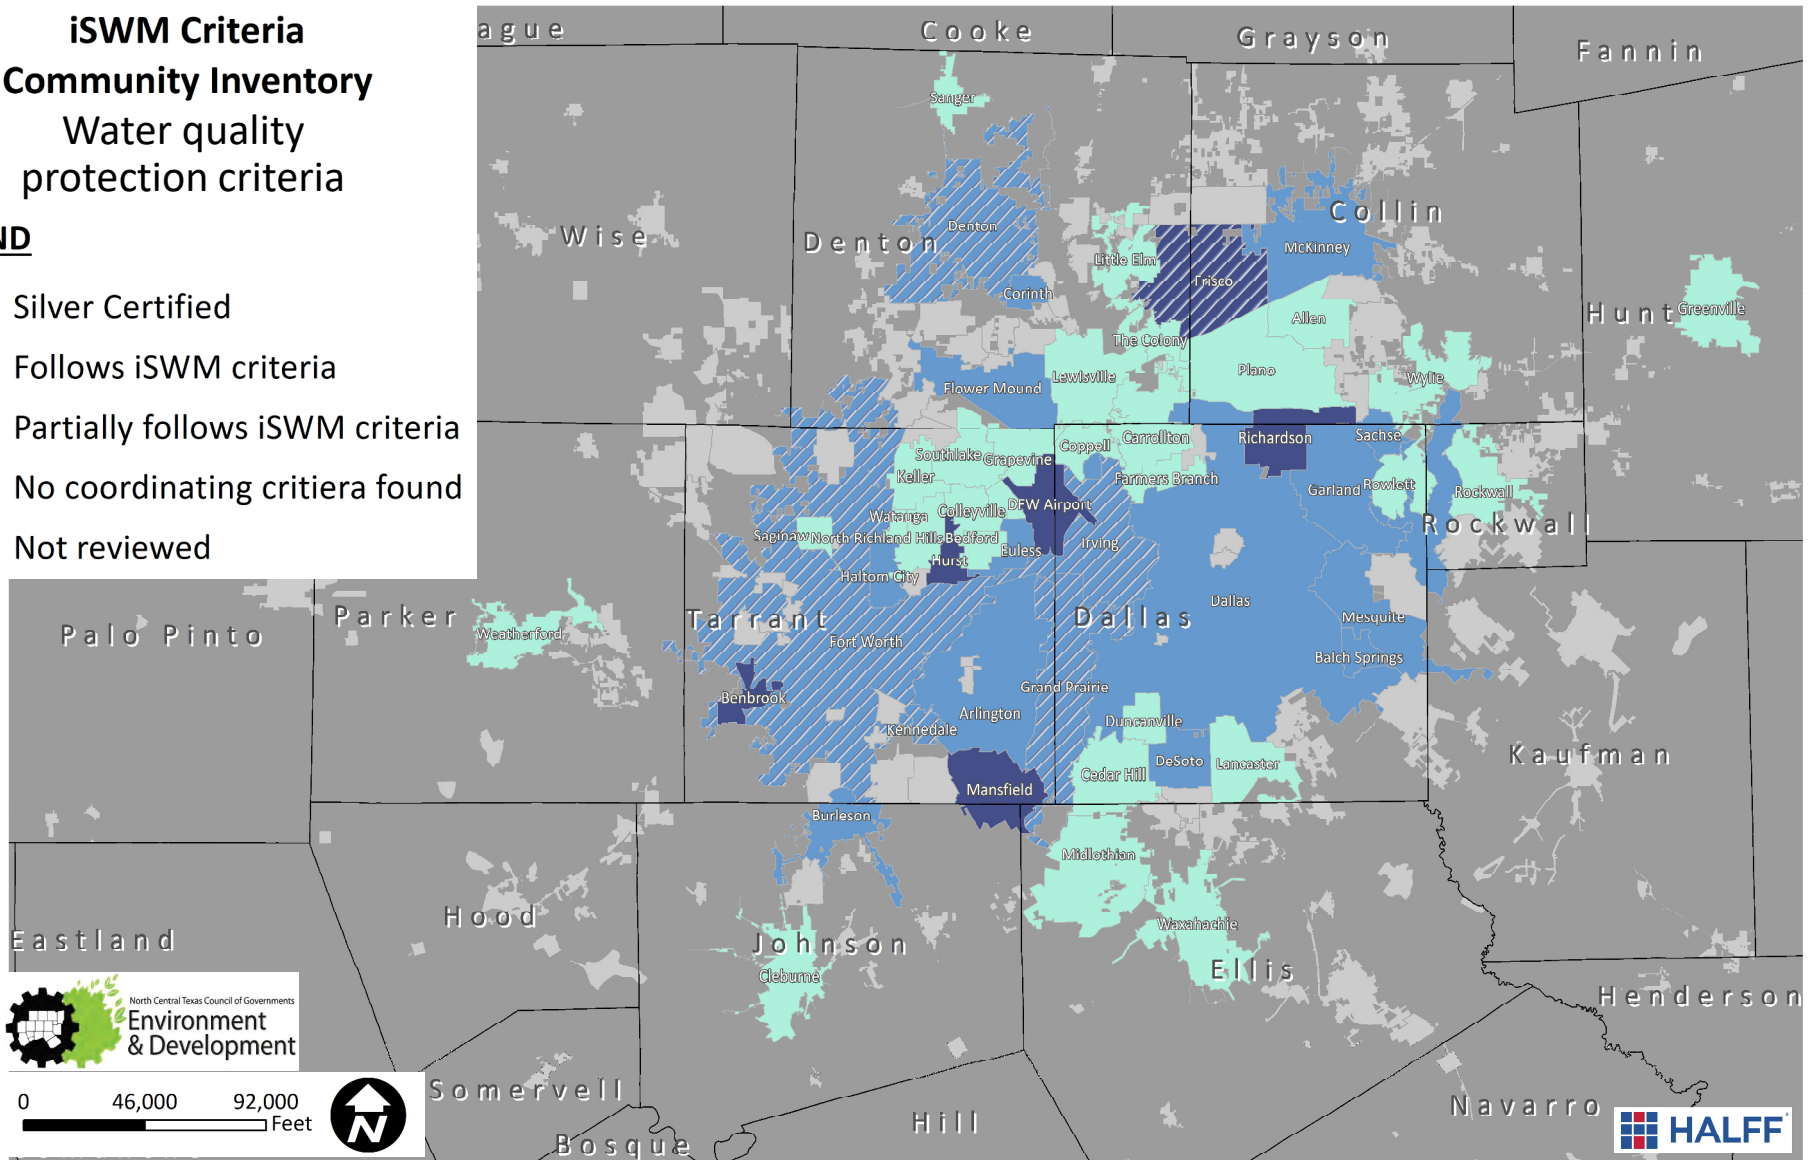 iSWM Criteria
Community Inventory
Water quality
protection criteria
ND
Silver Certified
Follows iSWM criteria
Partially follows iSWM criteria
No coordinating critiera found
Not reviewed
ague
Cooke
Grayson
Fannin
Sanger
Wise
Denton
Denton
Collin
McKinney
Little Elm
Frisco
Corinth
Hunt
Greenville
Allen
The Colony
Plano
Wylie
Lewisville
Flower Mound
Richardson
Sachse
Coppell
Carrollton
Southlake
Grapevine
Keller
Farmers Branch
Garland
Rowlett
Rockwall
Rockwall
DFW Airport
Colleyville
Watauga
Saginaw
North Richland Hills
Bedford
Euless
Irving
Hurst
Haltom City
Dallas
Dallas
Mesquite
Balch Springs
Palo Pinto
Parker
Weatherford
Tarrant
Fort Worth
Benbrook
Grand Prairie
Arlington
Kennedale
Duncanville
DeSoto
Lancaster
Cedar Hill
Mansfield
Kaufman
Burleson
Midlothian
Waxahachie
Ellis
Hood
Johnson
Cleburne
Eastland
Henderson
Somervell
Hill
Bosque
Navarro
North Central Texas Council of Governments
Environment
& Development
0 46,000 92,000
Feet
N
HALFF